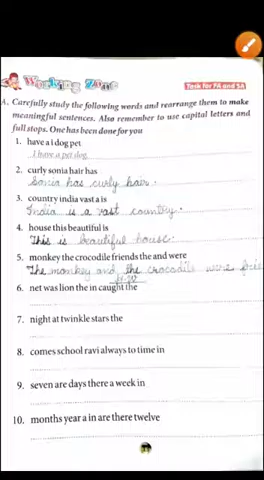 Working Zone
Task for FA and SA
A. Carefully study the following words and rearrange them to make
meaningful sentences. Also remember to use capital letters and
full stops. One has been done for you
1. have a i dog pet
I have a pet dog.
2. curly sonia hair has
Sonia has curly hair.
3. country india vast a is
India is a vast country.
4. house this beautiful is
This is beautiful house.
5. monkey the crocodile friends the and were
The monkey and the crocodile were
6. net was lion the in caught the
7. night at twinkle stars the
8. comes school ravi always to time in
9. seven are days there a week in
10. months year a in are there twelve